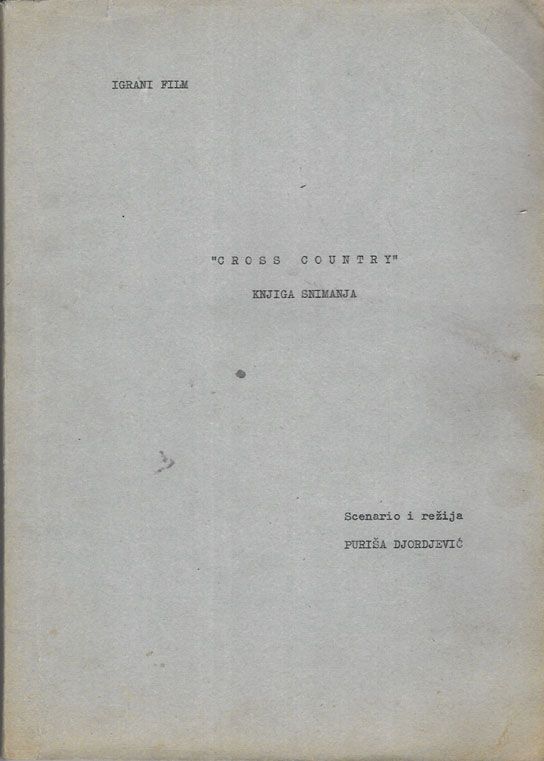 IGRANI FILM
"CROSS COUNTRY"
KNJIGA SNIMANJA
Scenario i režija
PURIŠA DJORDJEVIĆ